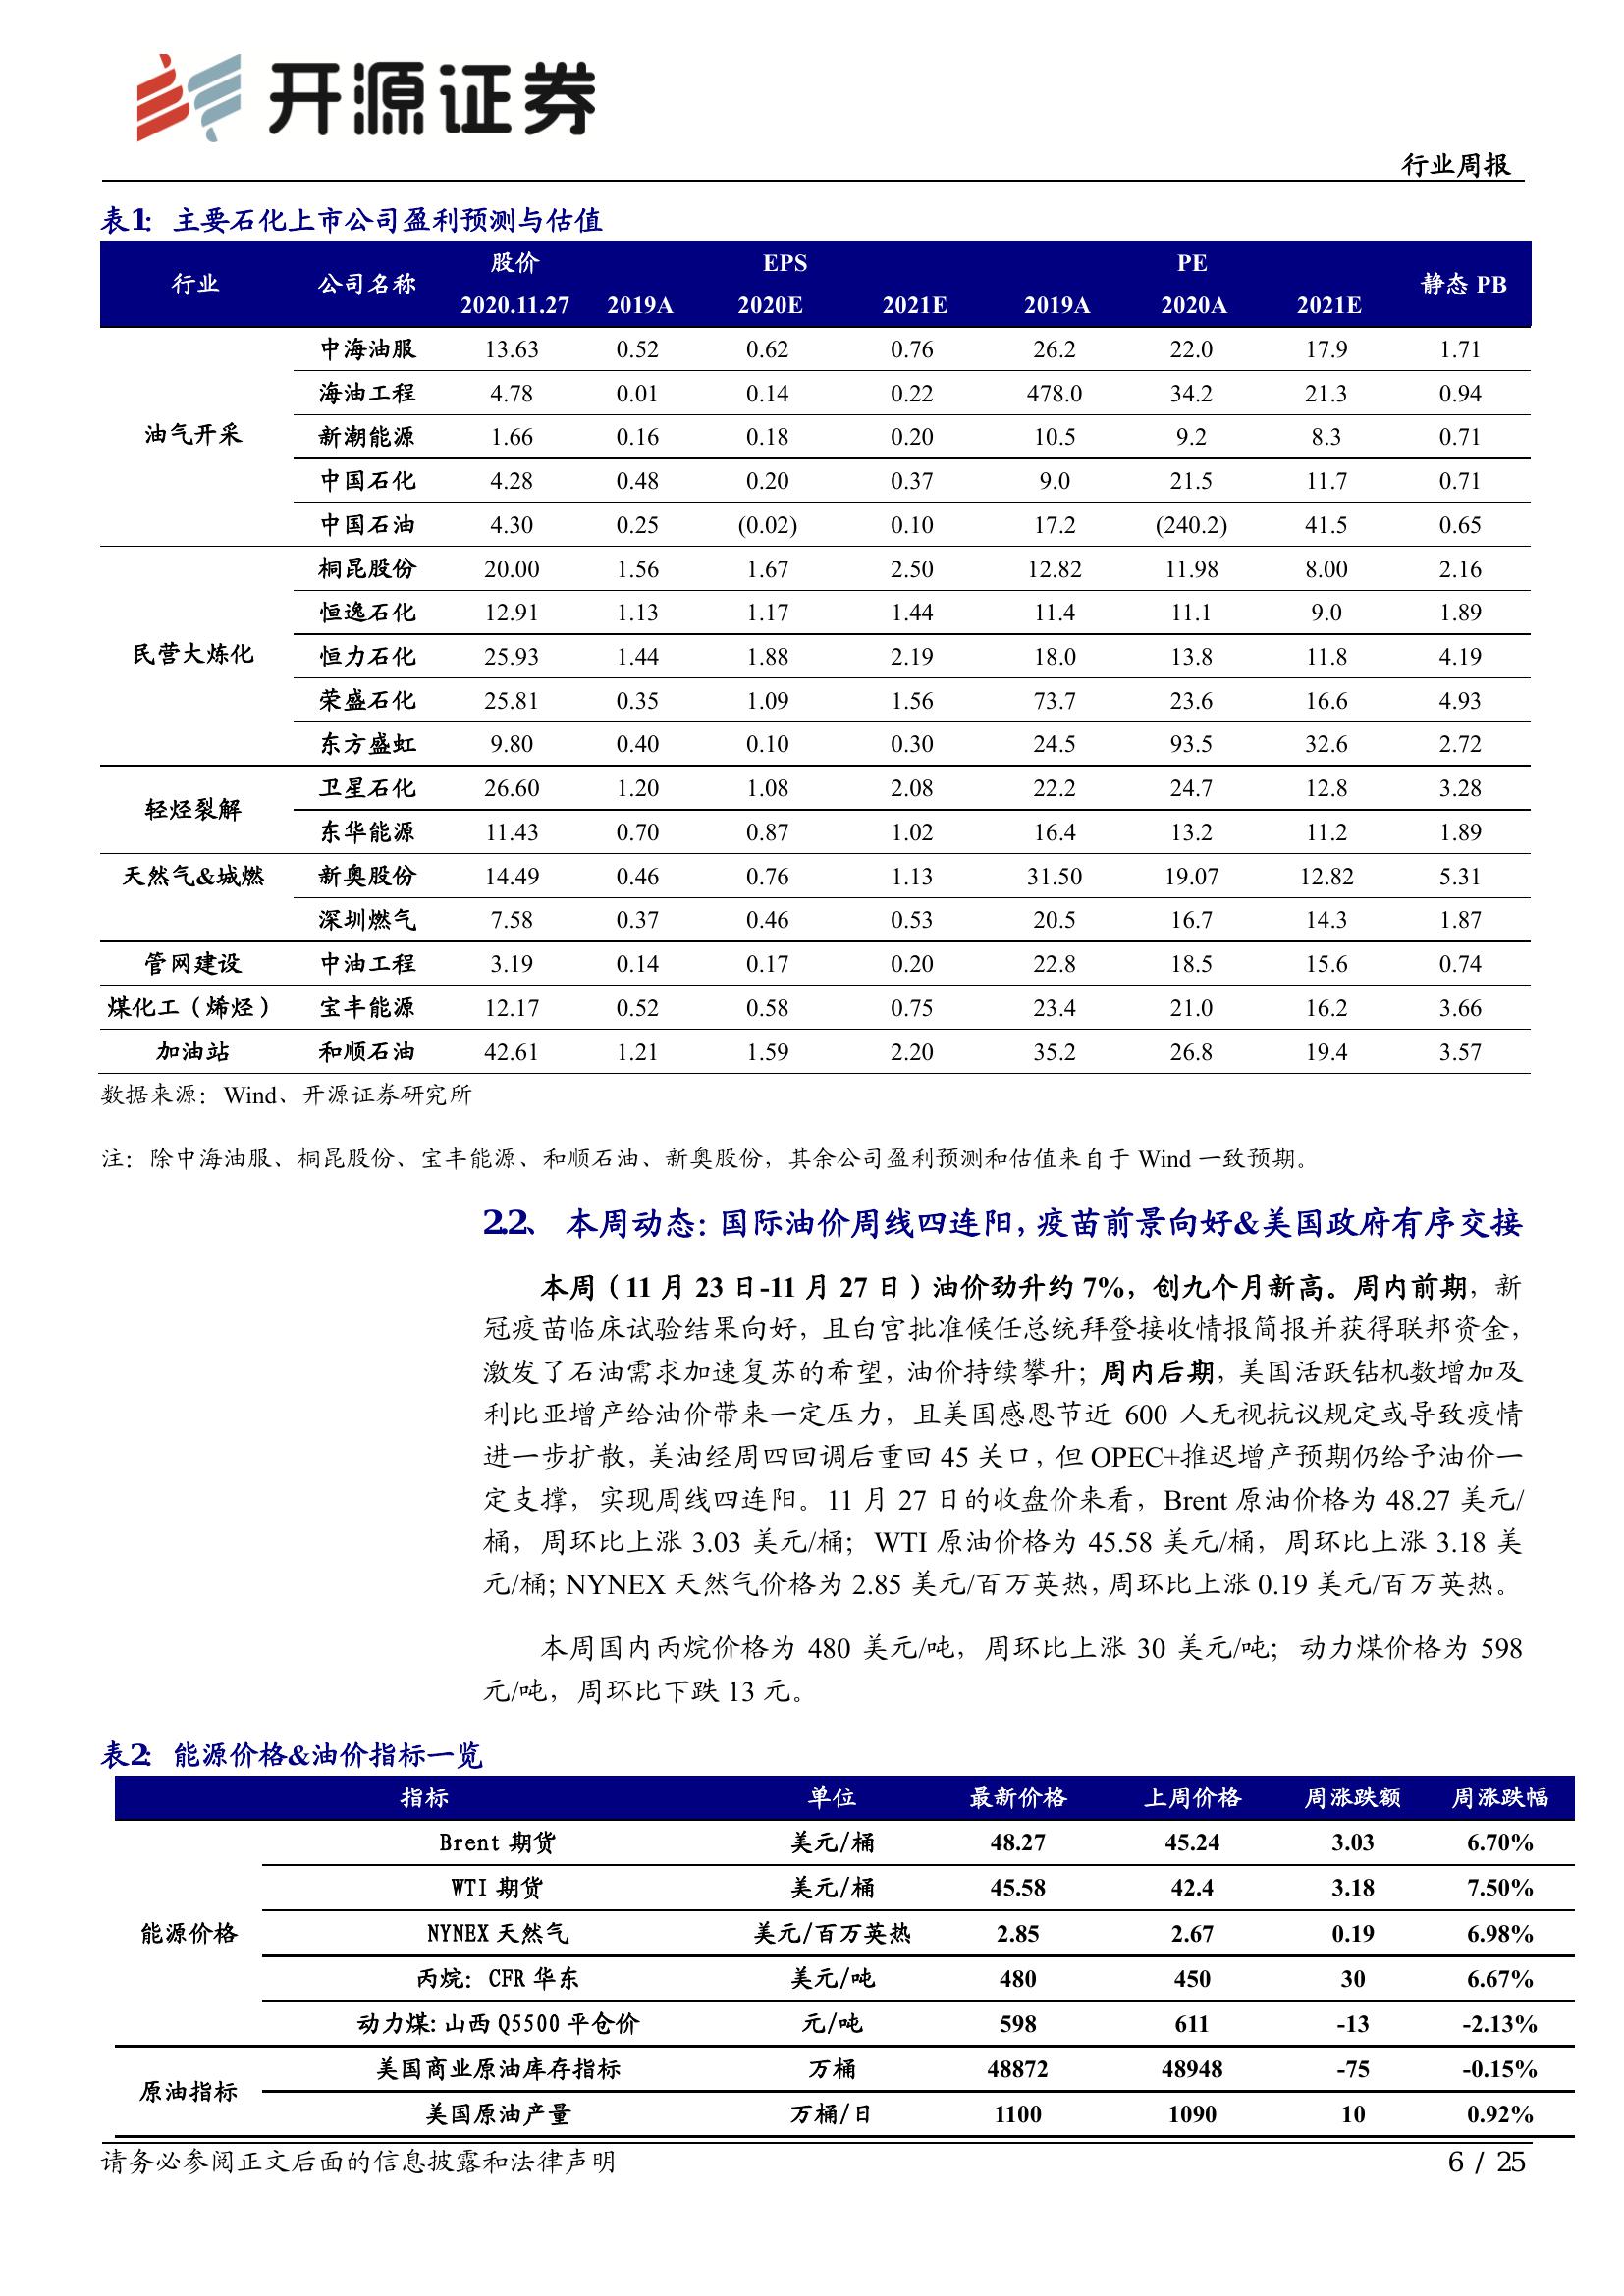 开源证券
行业周报
表1: 主要石化上市公司盈利预测与估值
行业 公司名称 股价 EPS PE 静态 PB
2020.11.27 2019A 2020E 2021E 2019A 2020A 2021E
油气开采 中海油服 13.63 0.52 0.62 0.76 26.2 22.0 17.9 1.71
海油工程 4.78 0.01 0.14 0.22 478.0 34.2 21.3 0.94
新潮能源 1.66 0.16 0.18 0.20 10.5 9.2 8.3 0.71
中国石化 4.28 0.48 0.20 0.37 9.0 21.5 11.7 0.71
中国石油 4.30 0.25 (0.02) 0.10 17.2 (240.2) 41.5 0.65
民营大炼化 桐昆股份 20.00 1.56 1.67 2.50 12.82 11.98 8.00 2.16
恒逸石化 12.91 1.13 1.17 1.44 11.4 11.1 9.0 1.89
恒力石化 25.93 1.44 1.88 2.19 18.0 13.8 11.8 4.19
荣盛石化 25.81 0.35 1.09 1.56 73.7 23.6 16.6 4.93
东方盛虹 9.80 0.40 0.10 0.30 24.5 93.5 32.6 2.72
轻烃裂解 卫星石化 26.60 1.20 1.08 2.08 22.2 24.7 12.8 3.28
东华能源 11.43 0.70 0.87 1.02 16.4 13.2 11.2 1.89
天然气&城燃 新奥股份 14.49 0.46 0.76 1.13 31.50 19.07 12.82 5.31
深圳燃气 7.58 0.37 0.46 0.53 20.5 16.7 14.3 1.87
管网建设 中油工程 3.19 0.14 0.17 0.20 22.8 18.5 15.6 0.74
煤化工（烯烃） 宝丰能源 12.17 0.52 0.58 0.75 23.4 21.0 16.2 3.66
加油站 和顺石油 42.61 1.21 1.59 2.20 35.2 26.8 19.4 3.57
数据来源：Wind、开源证券研究所
注：除中海油服、桐昆股份、宝丰能源、和顺石油、新奥股份，其余公司盈利预测和估值来自于 Wind 一致预期。
2.2、 本周动态：国际油价周线四连阳，疫苗前景向好&美国政府有序交接
本周（11 月 23 日-11 月 27 日）油价劲升约 7%，创九个月新高。周内前期，新
冠疫苗临床试验结果向好，且白宫批准候任总统拜登接收情报简报并获得联邦资金，
激发了石油需求加速复苏的希望，油价持续攀升；周内后期，美国活跃钻机数增加及
利比亚增产给油价带来一定压力，且美国感恩节近 600 人无视抗议规定或导致疫情
进一步扩散，美油经周四回调后重回 45 关口，但 OPEC+推迟增产预期仍给予油价一
定支撑，实现周线四连阳。11 月 27 日的收盘价来看，Brent 原油价格为 48.27 美元/
桶，周环比上涨 3.03 美元/桶；WTI 原油价格为 45.58 美元/桶，周环比上涨 3.18 美
元/桶；NYNEX 天然气价格为 2.85 美元/百万英热，周环比上涨 0.19 美元/百万英热。
本周国内丙烷价格为 480 美元/吨，周环比上涨 30 美元/吨；动力煤价格为 598
元/吨，周环比下跌 13 元。
表2: 能源价格&油价指标一览
指标 单位 最新价格 上周价格 周涨跌额 周涨跌幅
能源价格 Brent 期货 美元/桶 48.27 45.24 3.03 6.70%
WTI 期货 美元/桶 45.58 42.4 3.18 7.50%
NYNEX 天然气 美元/百万英热 2.85 2.67 0.19 6.98%
丙烷：CFR 华东 美元/吨 480 450 30 6.67%
动力煤:山西 Q5500 平仓价 元/吨 598 611 -13 -2.13%
原油指标 美国商业原油库存指标 万桶 48872 48948 -75 -0.15%
美国原油产量 万桶/日 1100 1090 10 0.92%
请务必参阅正文后面的信息披露和法律声明 6 / 25